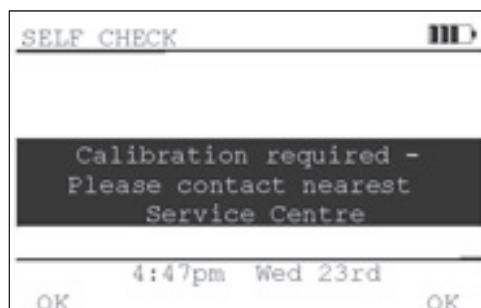 SELF CHECK
Calibration required -
Please contact nearest
Service Centre
4:47pm Wed 23rd
OK OK